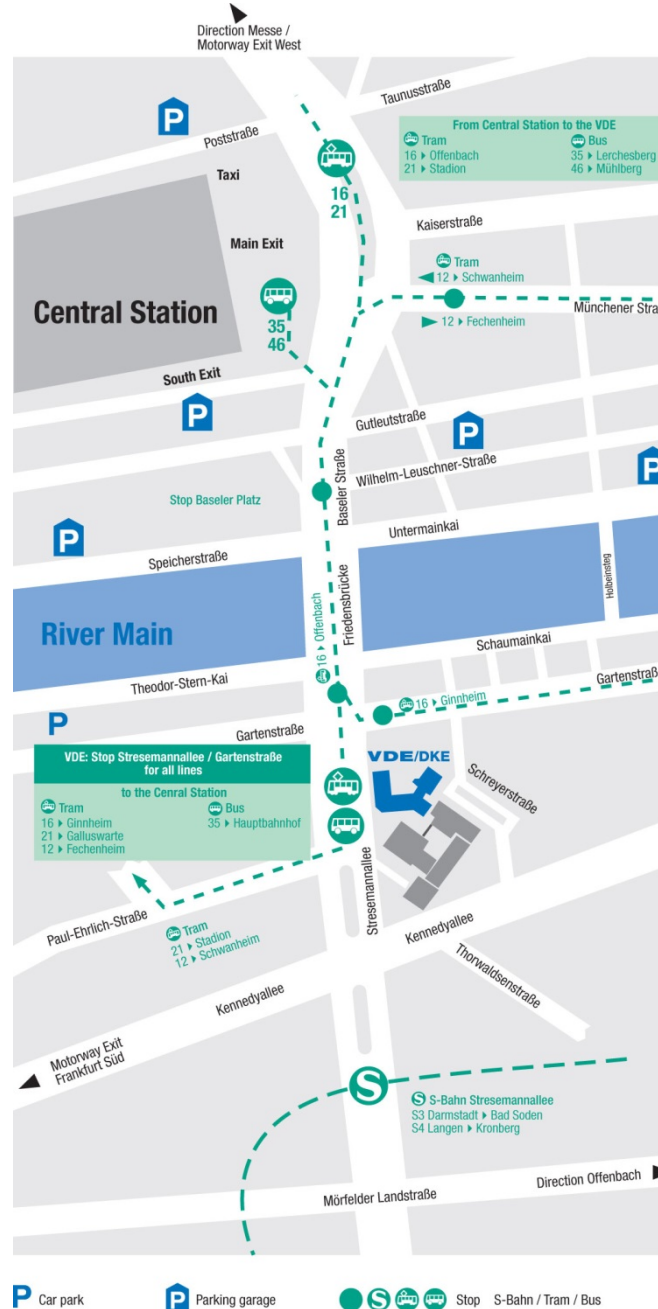 Direction Messe /
Motorway Exit West
P
Taunusstraße
Poststraße
From Central Station to the VDE
Tram
16 ▸ Offenbach
21 ▸ Stadion
Bus
35 ▸ Lerchesberg
46 ▸ Mühlberg
Taxi
16
21
Main Exit
Kaiserstraße
Tram
12 ▸ Schwanheim
12 ▸ Fechenheim
Münchener Stra
Central Station
35
46
South Exit
P
Gutleutstraße
P
Baseler Straße
Wilhelm-Leuschner-Straße
P
Stop Baseler Platz
Untermainkai
P
Speicherstraße
Holbeinsteg
16 ▸ Offenbach
Friedensbrücke
River Main
Schaumainkai
Theodor-Stern-Kai
Gartenstraß
16 ▸ Ginnheim
P
Gartenstraße
VDE: Stop Stresemannallee / Gartenstraße
for all lines
to the Cenral Station
Tram
16 ▸ Ginnheim
21 ▸ Galluswarte
12 ▸ Fechenheim
Bus
35 ▸ Hauptbahnhof
VDE/DKE
Schreyerstraße
Stresemannallee
Paul-Ehrlich-Straße
Tram
21 ▸ Stadion
12 ▸ Schwanheim
Kennedyallee
Thorwaldsenstraße
Kennedyallee
Motorway Exit
Frankfurt Süd
S
S S-Bahn Stresemannallee
S3 Darmstadt ▸ Bad Soden
S4 Langen ▸ Kronberg
Direction Offenbach
Mörfelder Landstraße
P Car park
P Parking garage
S Stop S-Bahn / Tram / Bus